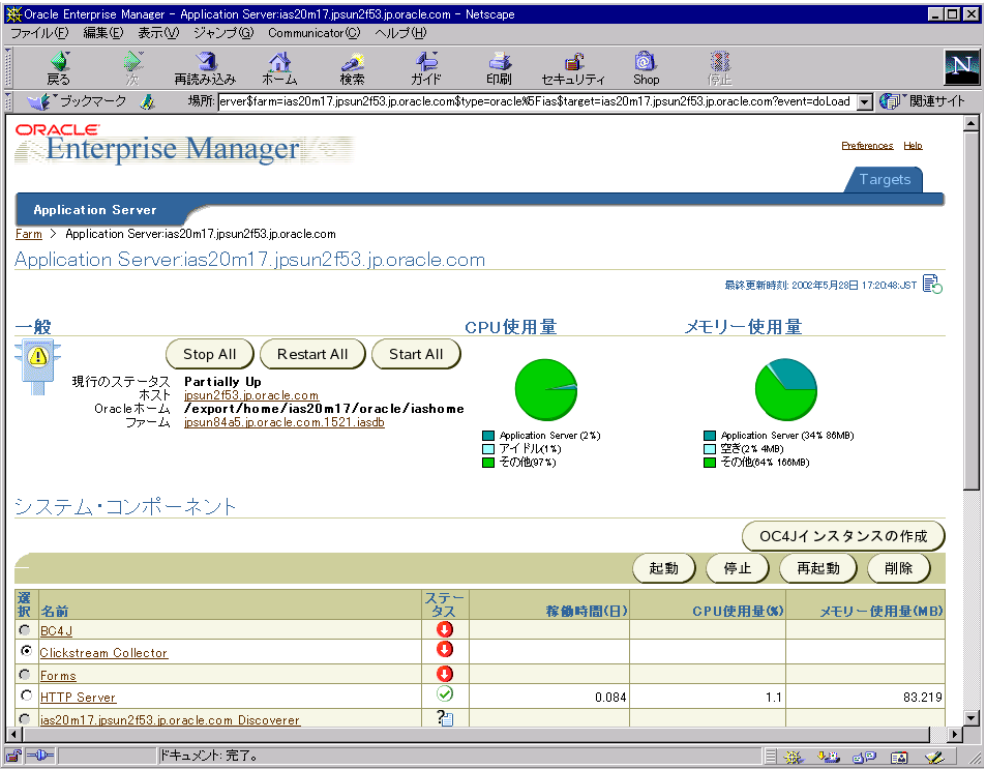 Oracle Enterprise Manager - Application Server:ias20m17.jpsun2f53.jp.oracle.com - Netscape
ファイル(F) 編集(E) 表示(V) ジャンプ(G) Communicator(C) ヘルプ(H)
戻る 次 再読み込み ホーム 検索 ガイド 印刷 セキュリティ Shop 停止 N
ブックマーク 場所: erver$farm=ias20m17.jpsun2f53.jp.oracle.com$type=oracle%5Fias$target=ias20m17.jpsun2f53.jp.oracle.com?event=doLoad 関連サイト
ORACLE
Enterprise Manager
Preferences Help
Targets
Application Server
Farm > Application Server:ias20m17.jpsun2f53.jp.oracle.com
Application Server:ias20m17.jpsun2f53.jp.oracle.com
最終更新時刻: 2002年5月28日 17:20:48:JST
一般 CPU使用量 メモリー使用量
Stop All Restart All Start All
現行のステータス Partially Up
ホスト jpsun2f53.jp.oracle.com
Oracleホーム /export/home/ias20m17/oracle/iashome
ファーム jpsun84a5.jp.oracle.com.1521.iasdb
Application Server (2%) Application Server (34% 86MB)
アイドル(1%) 空き(2% 4MB)
その他(97%) その他(64% 166MB)
システム・コンポーネント
OC4Jインスタンスの作成
起動 停止 再起動 削除
選択 名前 ステータス 稼働時間(日) CPU使用量(%) メモリー使用量(MB)
BC4J
Clickstream Collector
Forms
HTTP Server 0.084 1.1 83.219
ias20m17.jpsun2f53.jp.oracle.com_Discoverer
ドキュメント: 完了。